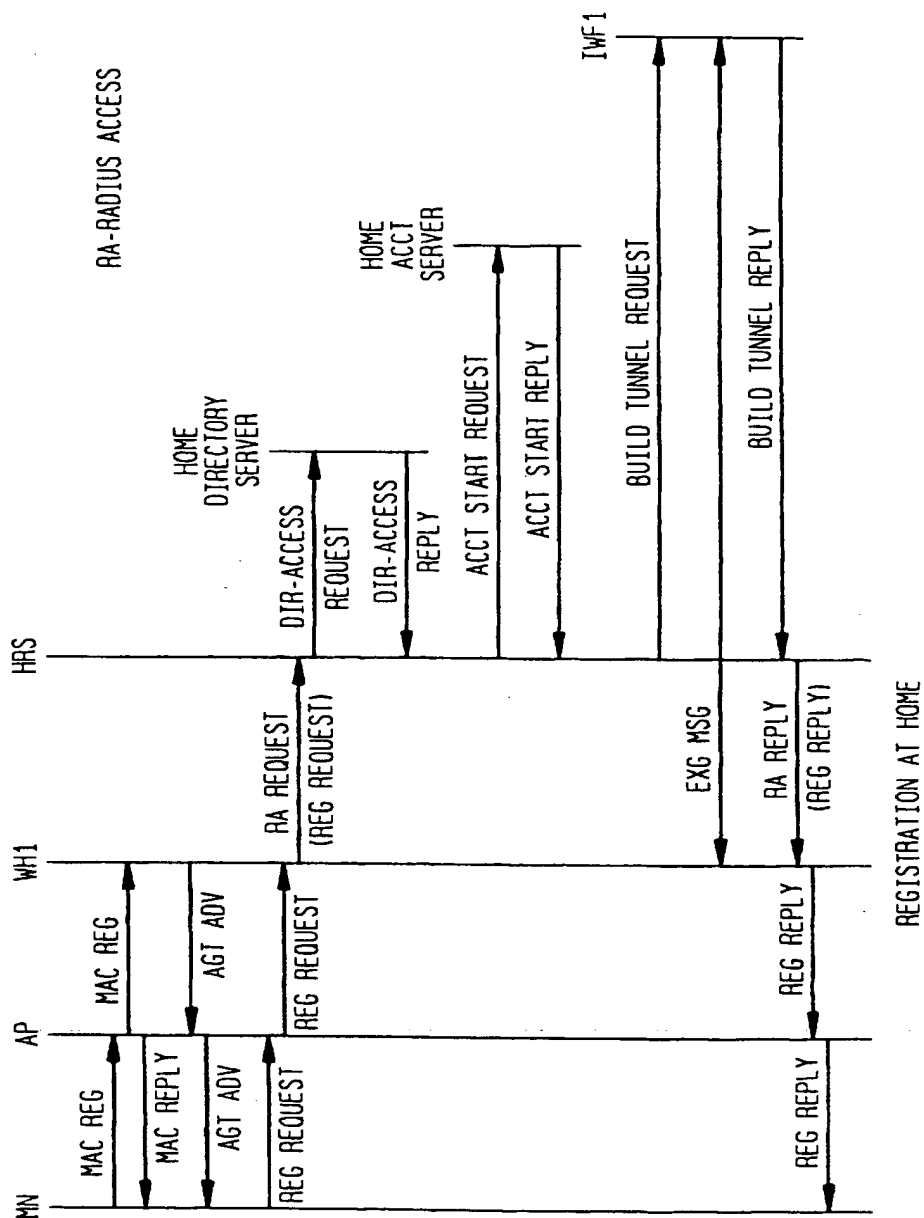 RA-RADIUS ACCESS
MN
AP
WH1
HRS
HOME
DIRECTORY
SERVER
HOME
ACCT
SERVER
IWF1
MAC REG
MAC REG
MAC REPLY
AGT ADV
AGT ADV
REG REQUEST
REG REQUEST
RA REQUEST
(REG REQUEST)
DIR-ACCESS
REQUEST
DIR-ACCESS
REPLY
ACCT START REQUEST
ACCT START REPLY
BUILD TUNNEL REQUEST
EXG MSG
BUILD TUNNEL REPLY
RA REPLY
(REG REPLY)
REG REPLY
REG REPLY
REGISTRATION AT HOME